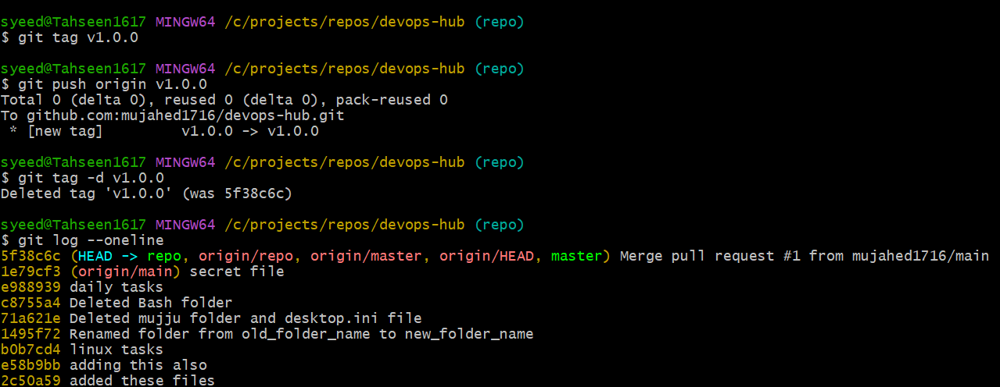 syeed@Tahseen1617 MINGW64 /c/projects/repos/devops-hub (repo)
$ git tag v1.0.0
syeed@Tahseen1617 MINGW64 /c/projects/repos/devops-hub (repo)
$ git push origin v1.0.0
Total 0 (delta 0), reused 0 (delta 0), pack-reused 0
To github.com:mujahed1716/devops-hub.git
 * [new tag]         v1.0.0 -> v1.0.0
syeed@Tahseen1617 MINGW64 /c/projects/repos/devops-hub (repo)
$ git tag -d v1.0.0
Deleted tag 'v1.0.0' (was 5f38c6c)
syeed@Tahseen1617 MINGW64 /c/projects/repos/devops-hub (repo)
$ git log --oneline
5f38c6c (HEAD -> repo, origin/repo, origin/master, origin/HEAD, master) Merge pull request #1 from mujahed1716/main
1e79cf3 (origin/main) secret file
e988939 daily tasks
c8755a4 Deleted Bash folder
71a621e Deleted mujju folder and desktop.ini file
1495f72 Renamed folder from old_folder_name to new_folder_name
b0b7cd4 linux tasks
e58b9bb adding this also
2c50a59 added these files